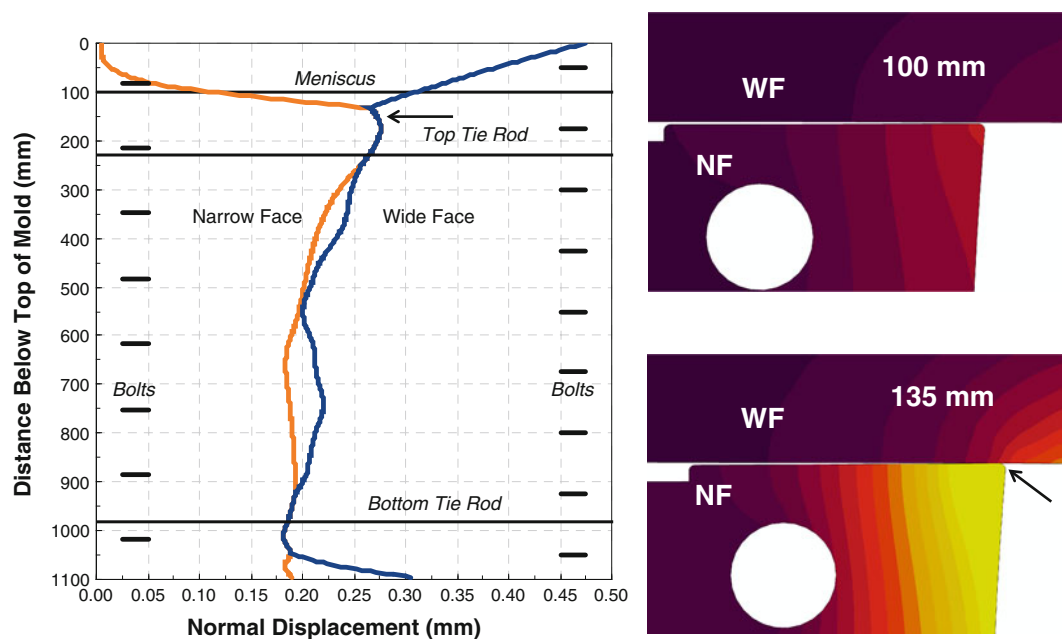 Distance Below Top of Mold (mm)
0
100
200
300
400
500
600
700
800
900
1000
1100
Meniscus
Top Tie Rod
Narrow Face
Wide Face
Bolts
Bolts
Bottom Tie Rod
0.00
0.05
0.10
0.15
0.20
0.25
0.30
0.35
0.40
0.45
0.50
Normal Displacement (mm)
100 mm
WF
NF
135 mm
WF
NF